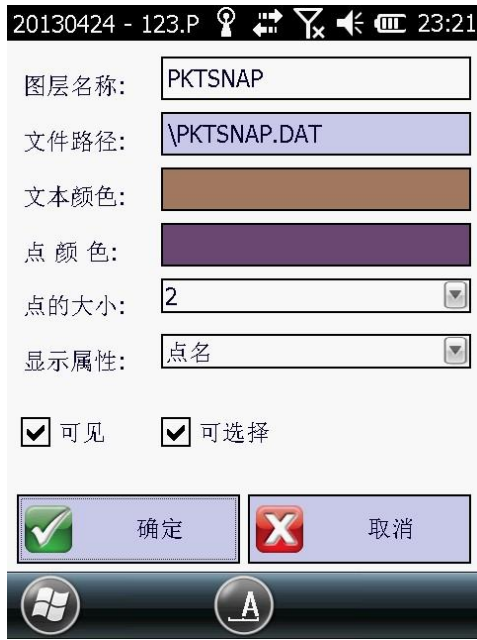 20130424 - 123.P 23:21
图层名称: PKTSNAP
文件路径: \PKTSNAP.DAT
文本颜色:
点 颜 色:
点的大小: 2
显示属性: 点名
可见 可选择
确定 取消
A